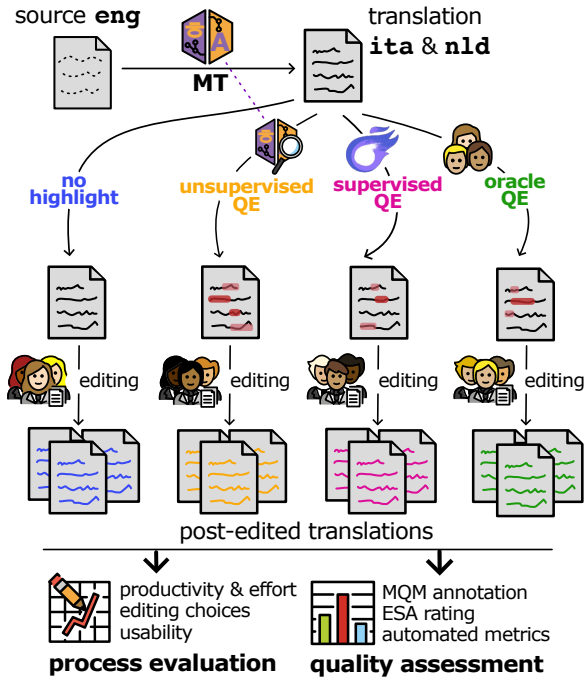 source eng
translation
ita & nld
MT
no
highlight
unsupervised
QE
supervised
QE
oracle
QE
editing
editing
editing
editing
post-edited translations
productivity & effort
editing choices
usability
process evaluation
MQM annotation
ESA rating
automated metrics
quality assessment